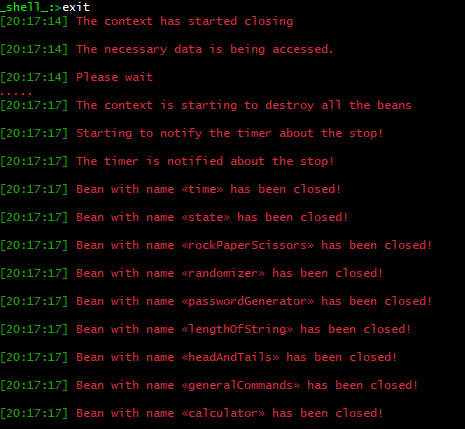 _shell_:>exit
[20:17:14] The context has started closing
[20:17:14] The necessary data is being accessed.
[20:17:14] Please wait
.....
[20:17:17] The context is starting to destroy all the beans
[20:17:17] Starting to notify the timer about the stop!
[20:17:17] The timer is notified about the stop!
[20:17:17] Bean with name «time» has been closed!
[20:17:17] Bean with name «state» has been closed!
[20:17:17] Bean with name «rockPaperScissors» has been closed!
[20:17:17] Bean with name «randomizer» has been closed!
[20:17:17] Bean with name «passwordGenerator» has been closed!
[20:17:17] Bean with name «lengthOfString» has been closed!
[20:17:17] Bean with name «headAndTails» has been closed!
[20:17:17] Bean with name «generalCommands» has been closed!
[20:17:17] Bean with name «calculator» has been closed!